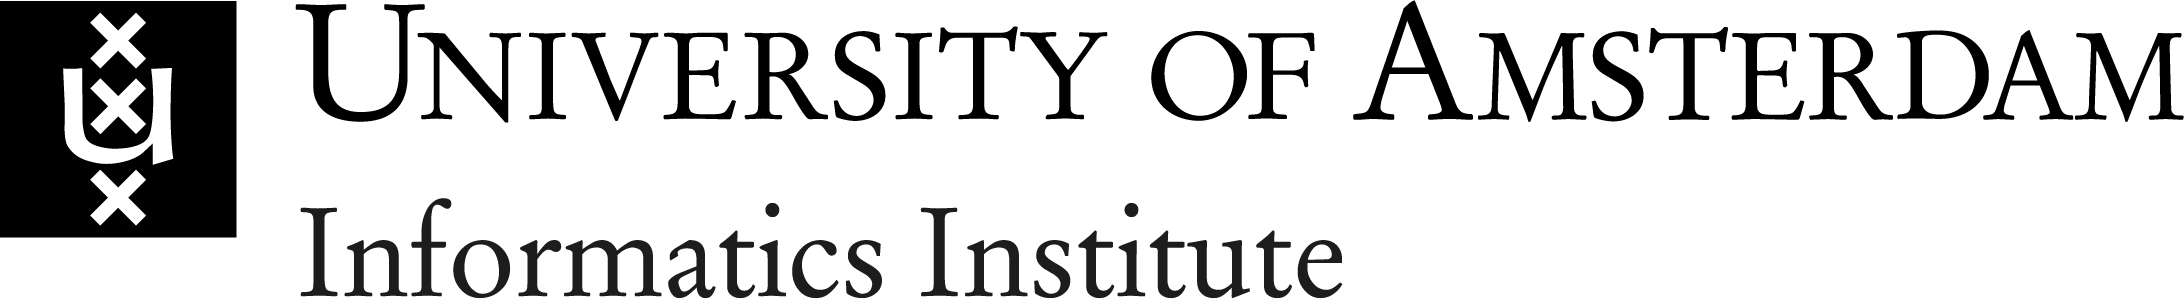 UNIVERSITY OF AMSTERDAM
Informatics Institute